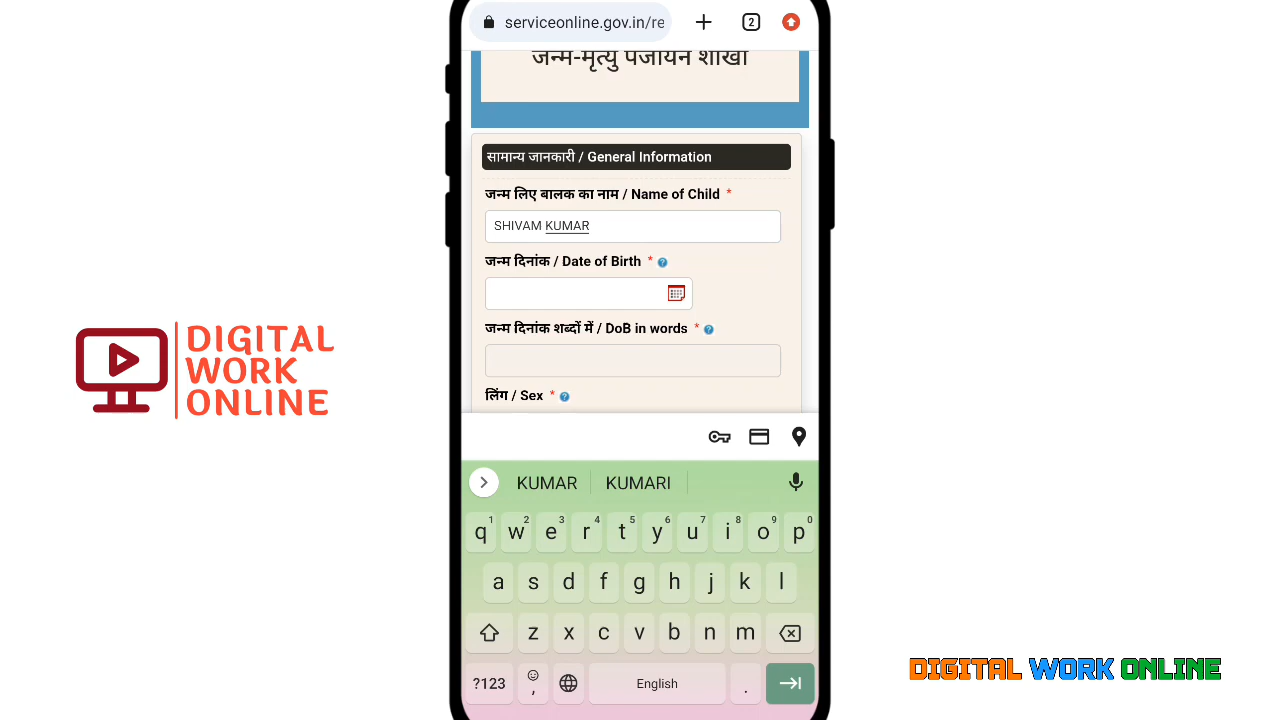 serviceonline.gov.in/re
2
जन्म-मृत्यु पंजीयन शाखा
सामान्य जानकारी / General Information
जन्म लिए बालक का नाम / Name of Child *
SHIVAM KUMAR
जन्म दिनांक / Date of Birth * ?
जन्म दिनांक शब्दों में / DoB in words * ?
लिंग / Sex * ?
DIGITAL
WORK
ONLINE
KUMAR KUMARI
q1 w2 e3 r4 t5 y6 u7 i8 o9 p0
a s d f g h j k l
z x c v b n m
?123 , English .
DIGITAL WORK ONLINE